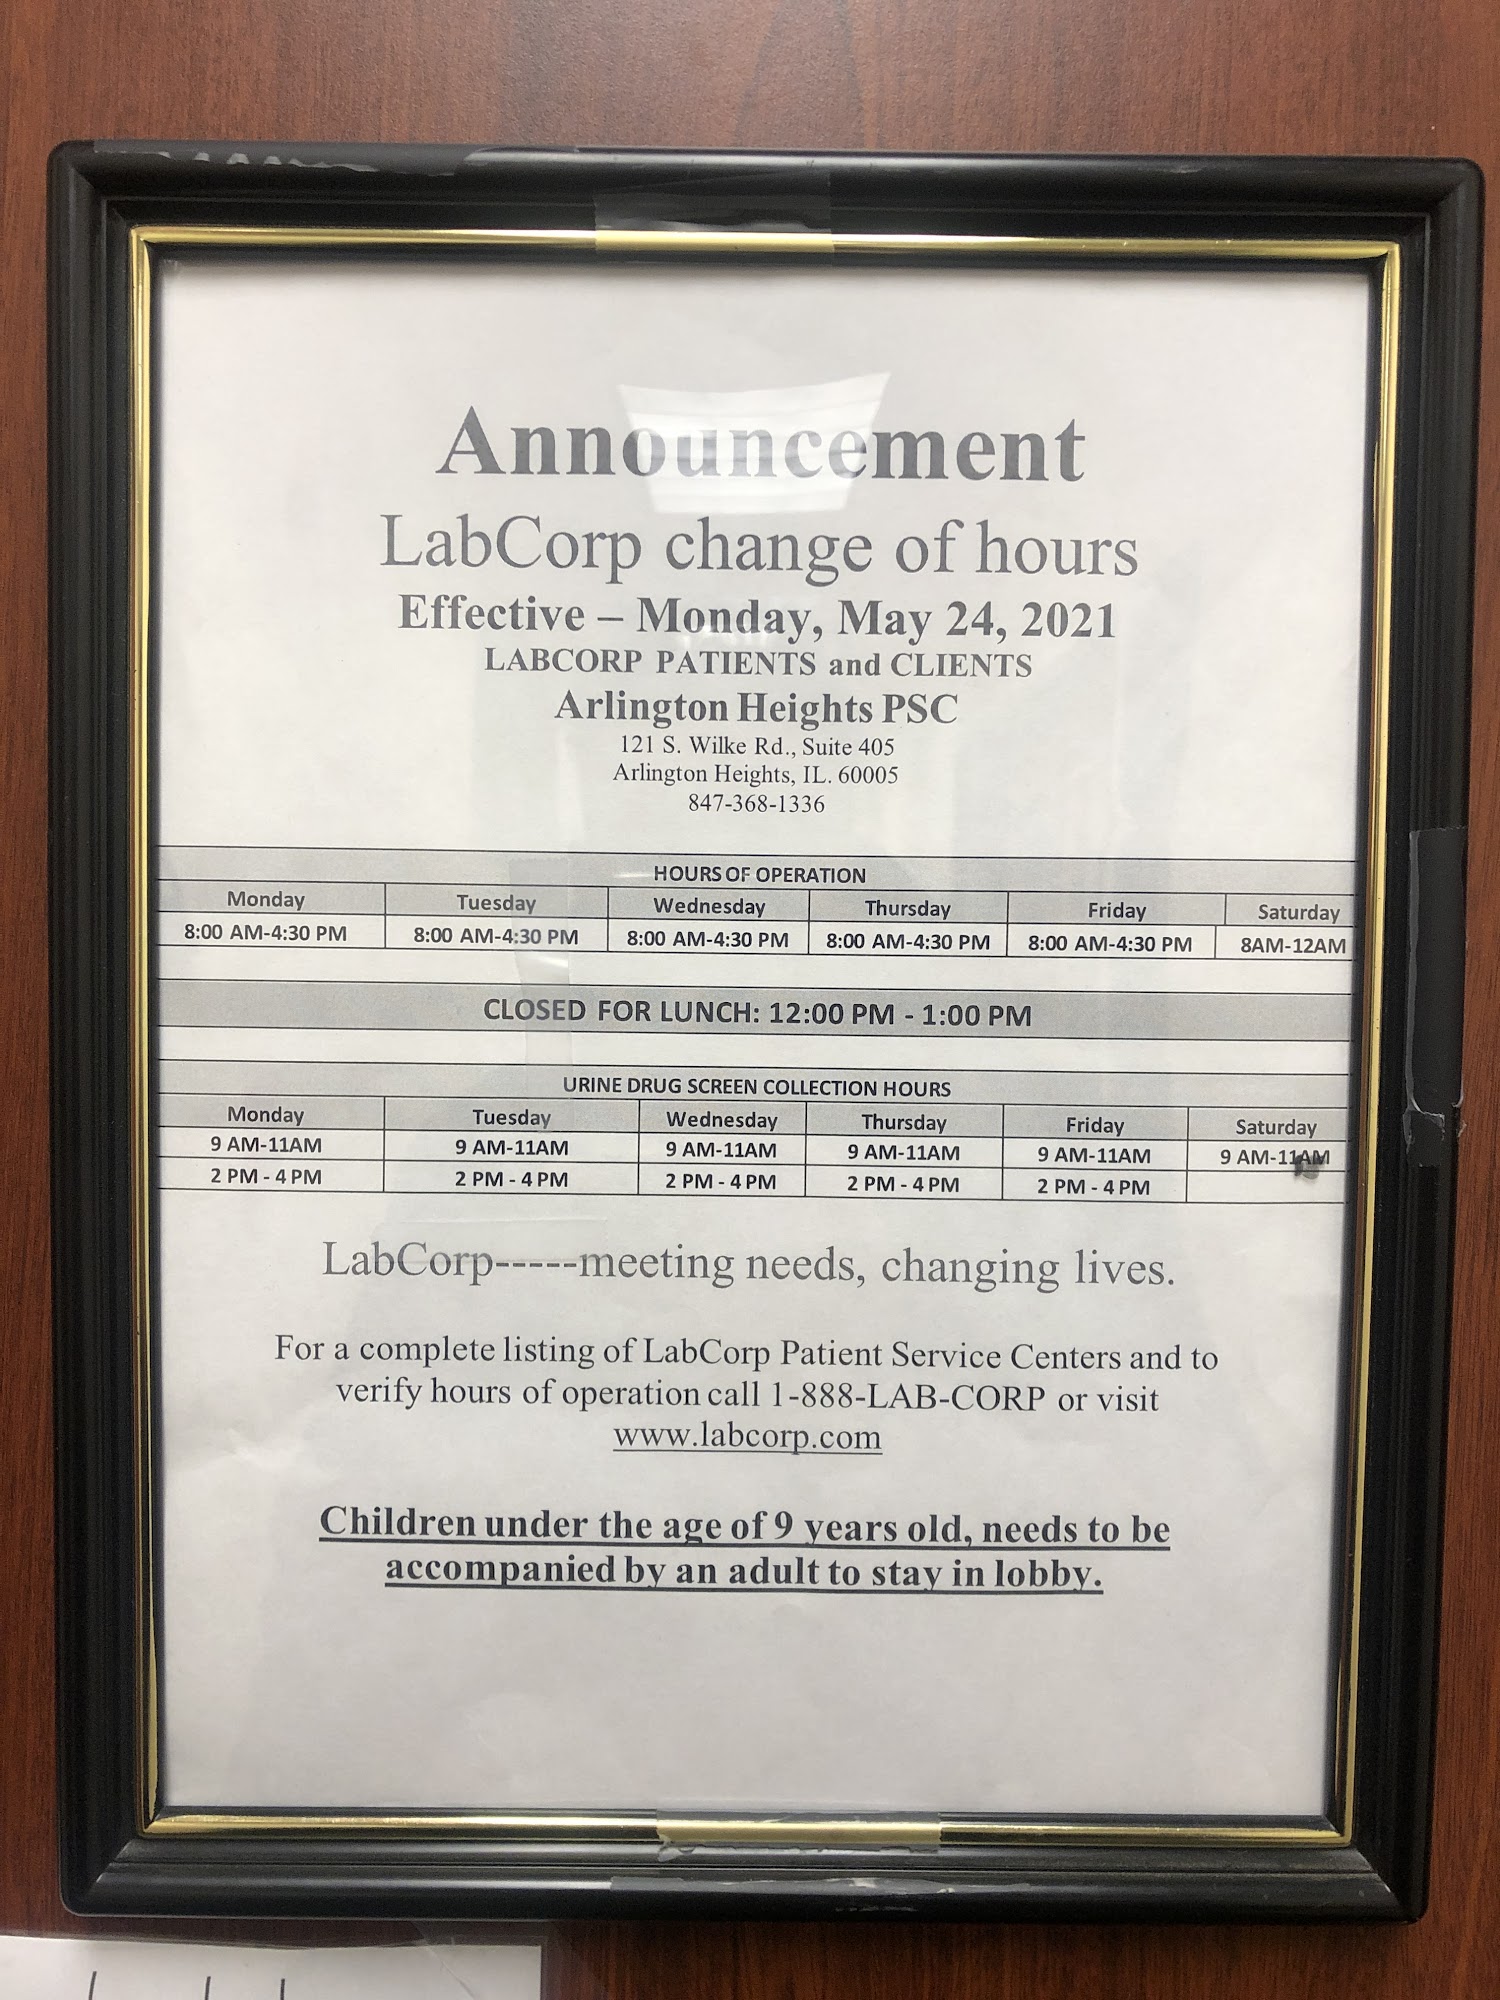 Announcement
LabCorp change of hours
Effective – Monday, May 24, 2021
LABCORP PATIENTS and CLIENTS
Arlington Heights PSC
121 S. Wilke Rd., Suite 405
Arlington Heights, IL. 60005
847-368-1336
HOURS OF OPERATION
Monday Tuesday Wednesday Thursday Friday Saturday
8:00 AM-4:30 PM 8:00 AM-4:30 PM 8:00 AM-4:30 PM 8:00 AM-4:30 PM 8:00 AM-4:30 PM 8AM-12AM
CLOSED FOR LUNCH: 12:00 PM - 1:00 PM
URINE DRUG SCREEN COLLECTION HOURS
Monday Tuesday Wednesday Thursday Friday Saturday
9 AM-11AM 9 AM-11AM 9 AM-11AM 9 AM-11AM 9 AM-11AM 9 AM-11AM
2 PM - 4 PM 2 PM - 4 PM 2 PM - 4 PM 2 PM - 4 PM 2 PM - 4 PM
LabCorp-----meeting needs, changing lives.
For a complete listing of LabCorp Patient Service Centers and to
verify hours of operation call 1-888-LAB-CORP or visit
www.labcorp.com
Children under the age of 9 years old, needs to be
accompanied by an adult to stay in lobby.